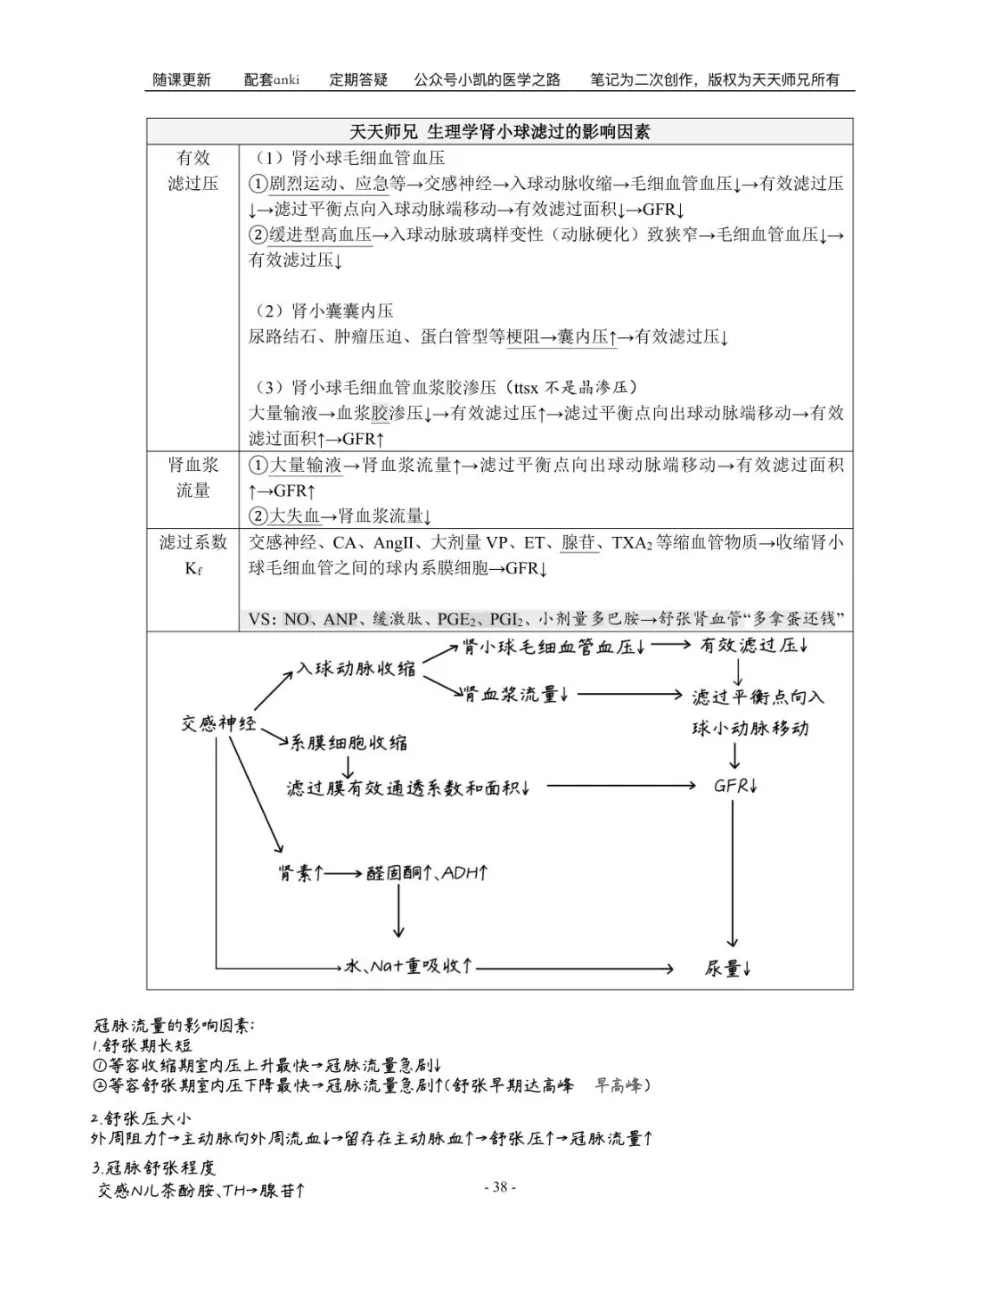 随课更新 配套anki 定期答疑 公众号小凯的医学之路 笔记为二次创作，版权为天天师兄所有
天天师兄 生理学肾小球滤过的影响因素
有效
滤过压
（1）肾小球毛细血管血压
①剧烈运动、应急等→交感神经→入球动脉收缩→毛细血管血压↓→有效滤过压
↓→滤过平衡点向入球动脉端移动→有效滤过面积↓→GFR↓
②缓进型高血压→入球动脉玻璃样变性（动脉硬化）致狭窄→毛细血管血压↓→
有效滤过压↓
（2）肾小囊囊内压
尿路结石、肿瘤压迫、蛋白管型等梗阻→囊内压↑→有效滤过压↓
（3）肾小球毛细血管血浆胶渗压（ttsx 不是晶渗压）
大量输液→血浆胶渗压↓→有效滤过压↑→滤过平衡点向出球动脉端移动→有效
滤过面积↑→GFR↑
肾血浆
流量
①大量输液→肾血浆流量↑→滤过平衡点向出球动脉端移动→有效滤过面积
↑→GFR↑
②大失血→肾血浆流量↓
滤过系数
Kf
交感神经、CA、AngII、大剂量 VP、ET、腺苷、TXA2 等缩血管物质→收缩肾小
球毛细血管之间的球内系膜细胞→GFR↓
VS: NO、ANP、缓激肽、PGE2、PGI2、小剂量多巴胺→舒张肾血管“多拿蛋还钱”
肾小球毛细血管血压↓→有效滤过压↓
入球动脉收缩
肾血浆流量↓→滤过平衡点向入
球小动脉移动
交感神经
系膜细胞收缩
滤过膜有效通透系数和面积↓→GFR↓
肾素↑→醛固酮↑、ADH↑
水、Na+重吸收↑→尿量↓
冠脉流量的影响因素:
1.舒张期长短
①等容收缩期室内压上升最快→冠脉流量急剧↓
②等容舒张期室内压下降最快→冠脉流量急剧↑(舒张早期达高峰 早高峰)
2.舒张压大小
外周阻力↑→主动脉向外周流血↓→留存在主动脉血↑→舒张压↑→冠脉流量↑
3.冠脉舒张程度
交感N儿茶酚胺、TH→腺苷↑
- 38 -